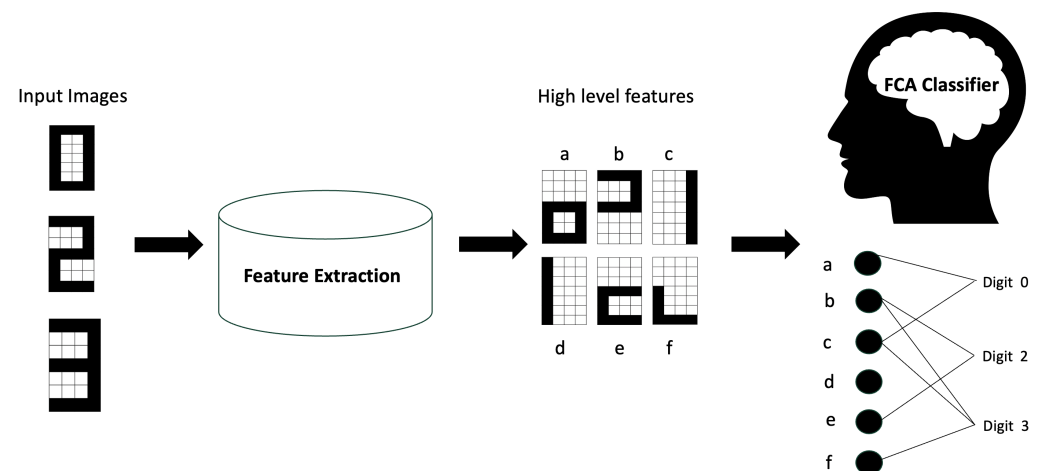 Input Images
Feature Extraction
High level features
a b c
d e f
FCA Classifier
a
b
c
d
e
f
Digit 0
Digit 2
Digit 3